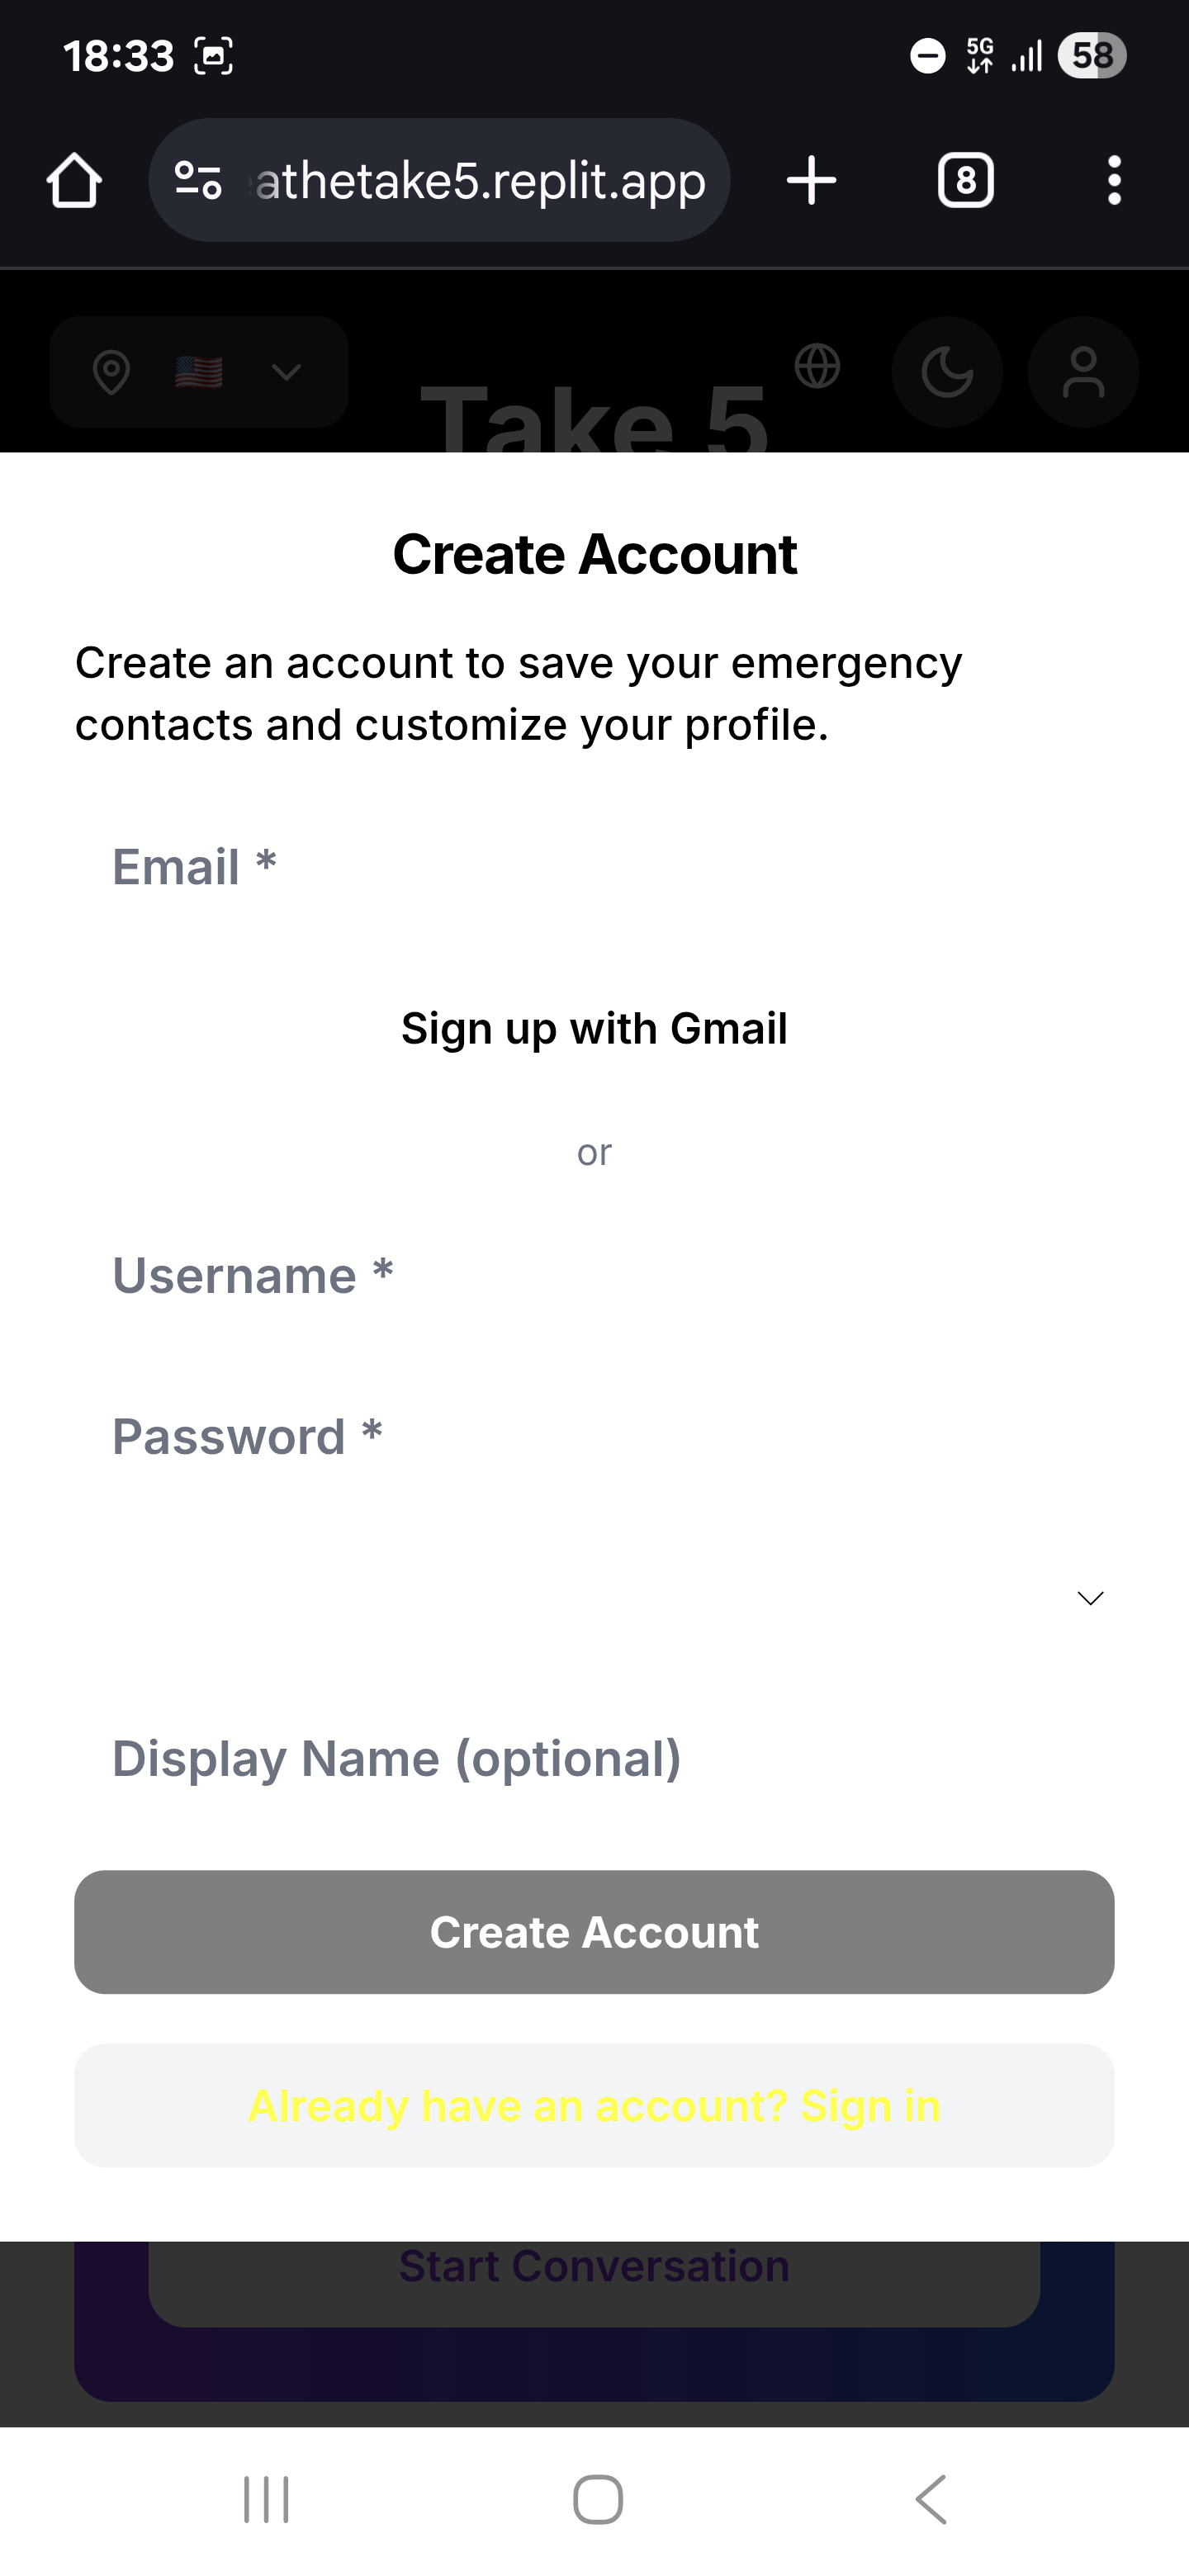 18:33
5G
58
athetake5.replit.app
8
Take 5
Create Account
Create an account to save your emergency
contacts and customize your profile.
Email *
Sign up with Gmail
or
Username *
Password *
Display Name (optional)
Create Account
Already have an account? Sign in
Start Conversation